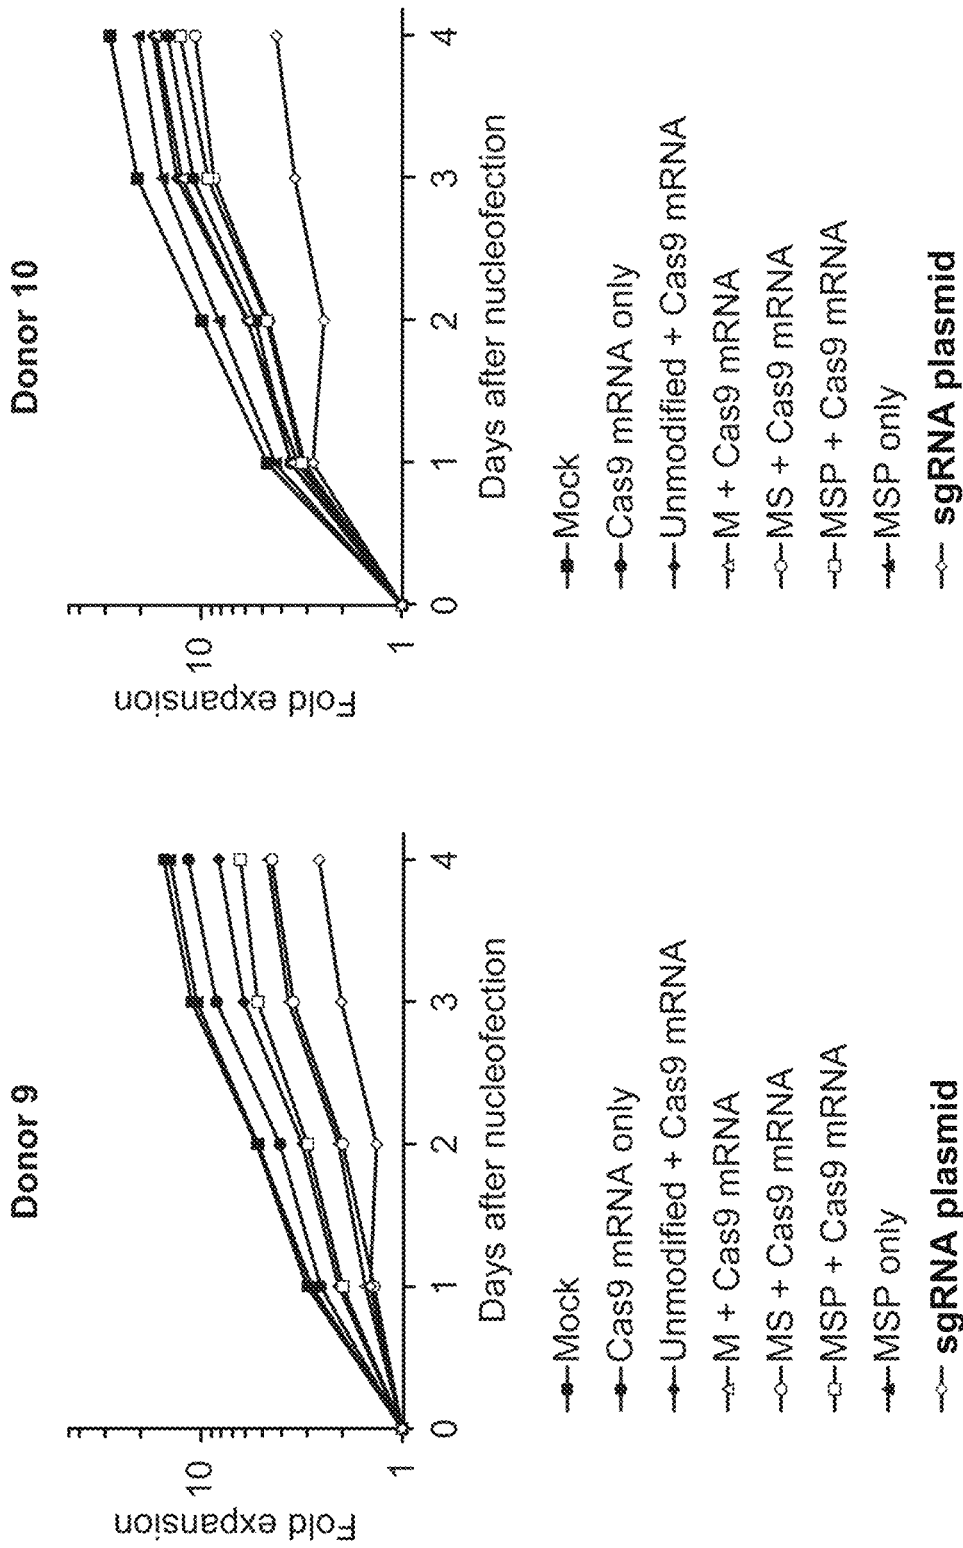 Donor 9
Fold expansion
10
1
0 1 2 3 4
Days after nucleofection
Mock
Cas9 mRNA only
Unmodified + Cas9 mRNA
M + Cas9 mRNA
MS + Cas9 mRNA
MSP + Cas9 mRNA
MSP only
sgRNA plasmid
Donor 10
Fold expansion
10
1
0 1 2 3 4
Days after nucleofection
Mock
Cas9 mRNA only
Unmodified + Cas9 mRNA
M + Cas9 mRNA
MS + Cas9 mRNA
MSP + Cas9 mRNA
MSP only
sgRNA plasmid